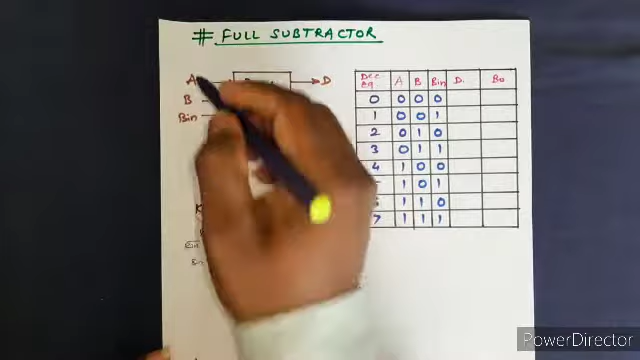 # FULL SUBTRACTOR
A
D
B
Bin
Dec Eq. A B Bin D. Bo
0 0 0 0
1 0 0 1
2 0 1 0
3 0 1 1
4 1 0 0
1 0 1
1 1 0
7 1 1 1
Bin
PowerDirector